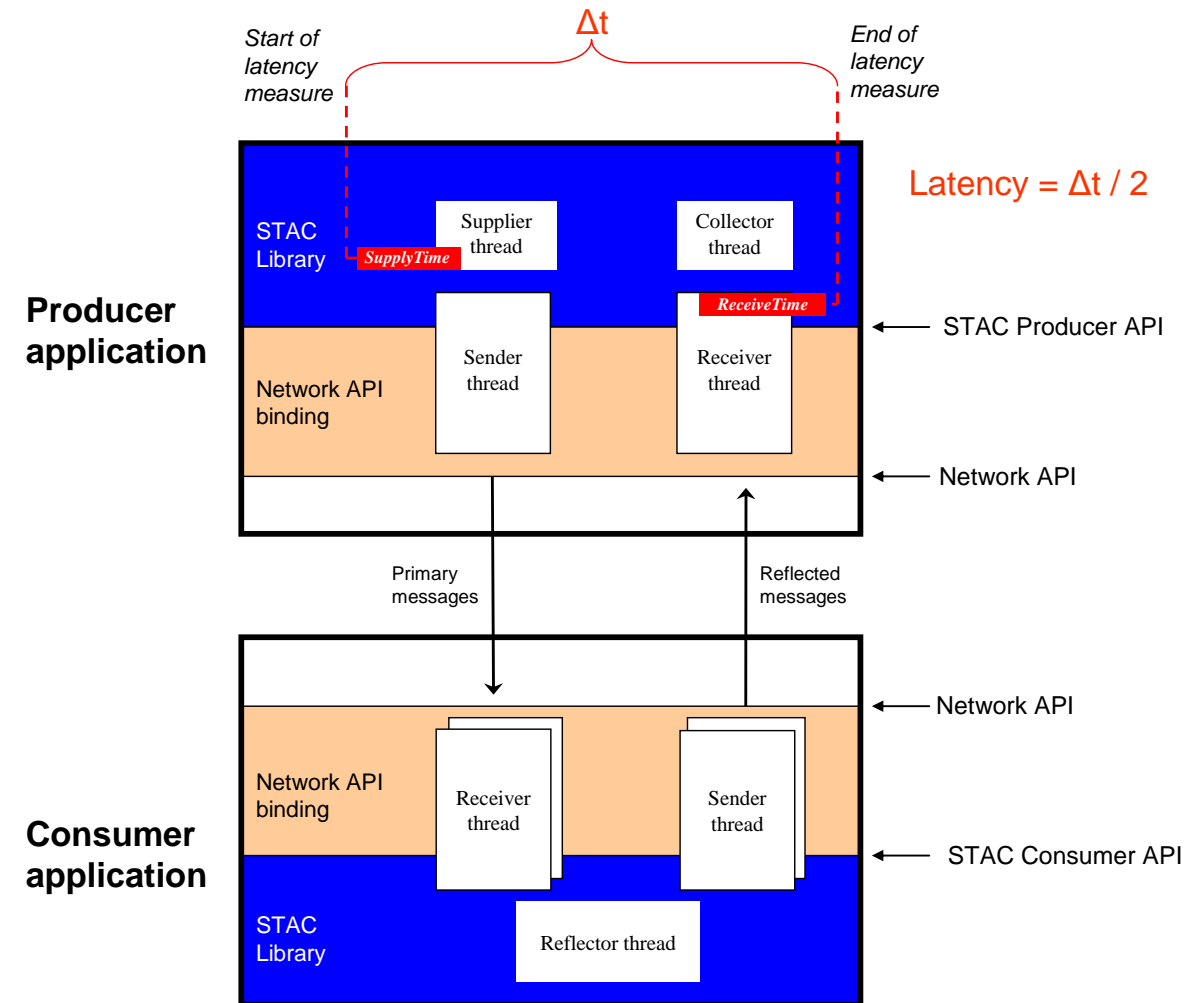 Δt
Start of
latency
measure
End of
latency
measure
Latency = Δt / 2
Supplier
thread
Collector
thread
STAC
Library
SupplyTime
ReceiveTime
Producer
application
STAC Producer API
Sender
thread
Receiver
thread
Network API
binding
Network API
Primary
messages
Reflected
messages
Network API
Network API
binding
Receiver
thread
Sender
thread
Consumer
application
STAC Consumer API
STAC
Library
Reflector thread